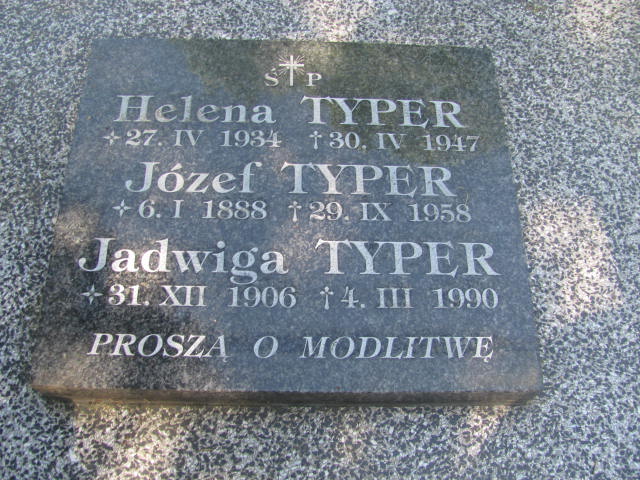 Ś P
Helena TYPER
27. IV 1934 †30. IV 1947
Józef TYPER
6. I 1888 †29. IX 1958
Jadwiga TYPER
31. XII 1906 †4. III 1990
PROSZĄ O MODLITWĘ